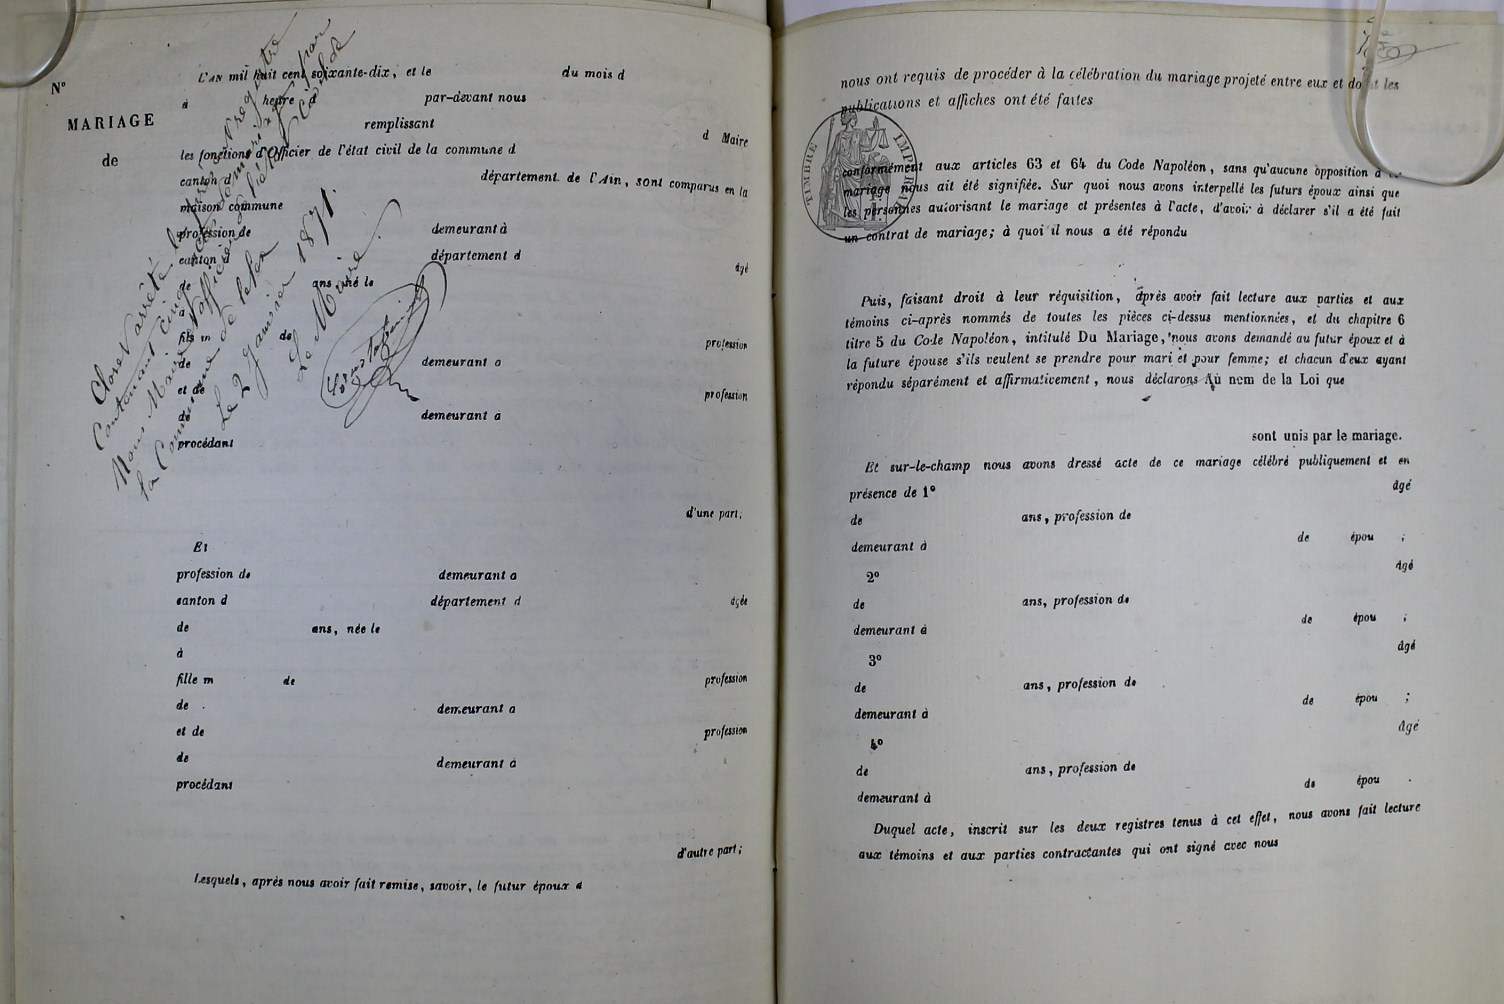 N°
MARIAGE
de
L'AN mil huit cent soixante-dix, et le du mois d
à heure d par-devant nous
remplissant d Maire
les fonctions d'Officier de l'état civil de la commune d
canton d département de l'Ain, sont comparus en la
maison commune
profession de demeurant à
canton d département d
âgé
de ans, né le
à
fils m de profession
de demeurant à
et de profession
de demeurant à
procédant
d'une part;
Et
profession de demeurant à
canton d département d âgée
de ans, née le
à
fille m de profession
de demeurant à
et de profession
de demeurant à
procédant
d'autre part;
Lesquels, après nous avoir fait remise, savoir, le futur époux d
Clos et arrêté le registre
Contenant cinq mariages par
Nous Maire officier
la Commune de
Le 2 Janvier 1871.
Le Maire.
nous ont requis de procéder à la célébration du mariage projeté entre eux et dont les
publications et affiches ont été faites
TIMBRE IMPÉRIAL
conformément aux articles 63 et 64 du Code Napoléon, sans qu'aucune opposition à ce
mariage nous ait été signifiée. Sur quoi nous avons interpellé les futurs époux ainsi que
les personnes autorisant le mariage et présentes à l'acte, d'avoir à déclarer s'il a été fait
un contrat de mariage; à quoi il nous a été répondu
Puis, faisant droit à leur réquisition, après avoir fait lecture aux parties et aux
témoins ci-après nommés de toutes les pièces ci-dessus mentionnées, et du chapitre 6
titre 5 du Code Napoléon, intitulé Du Mariage, nous avons demandé au futur époux et à
la future épouse s'ils veulent se prendre pour mari et pour femme; et chacun d'eux ayant
répondu séparément et affirmativement, nous déclarons Au nom de la Loi que
sont unis par le mariage.
Et sur-le-champ nous avons dressé acte de ce mariage célébré publiquement et en
présence de 1° âgé
de ans, profession de
demeurant à de épou ;
2° âgé
de ans, profession de
demeurant à de épou ;
3° âgé
de ans, profession de
demeurant à de épou ;
4° âgé
de ans, profession de
demeurant à de épou .
Duquel acte, inscrit sur les deux registres tenus à cet effet, nous avons fait lecture
aux témoins et aux parties contractantes qui ont signé avec nous